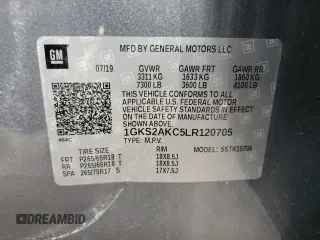 GM
MFD BY GENERAL MOTORS LLC
07/19 GVWR GAWR FRT GAWR RR
3311 KG 1633 KG 1860 KG
7300 LB 3600 LB 4100 LB
THIS VEHICLE CONFORMS TO ALL
APPLICABLE U.S. FEDERAL MOTOR
VEHICLE SAFETY STANDARDS IN
EFFECT ON THE DATE OF
MANUFACTURE SHOWN ABOVE.
1GKS2AKC5LR120705
TYPE: M.P.V.
TIRE SIZE RIM
FRT P265/65R18 T 18X8.5J
RR P265/65R18 T 18X8.5J
SPA 265/70R17 S 17X7.5J
DRIVEBIDAMID